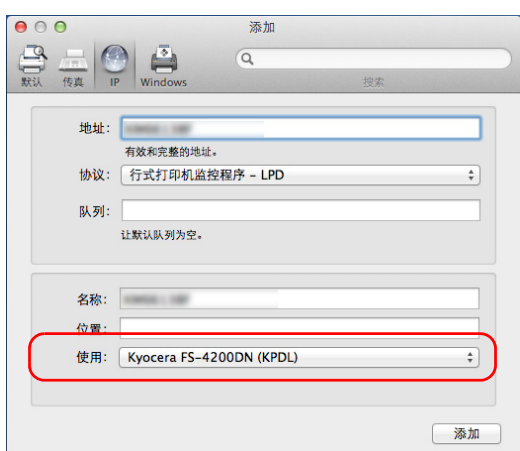 添加
默认 传真 IP Windows 搜索
地址:
有效和完整的地址。
协议: 行式打印机监控程序 – LPD
队列:
让默认队列为空。
名称:
位置:
使用: Kyocera FS-4200DN (KPDL)
添加